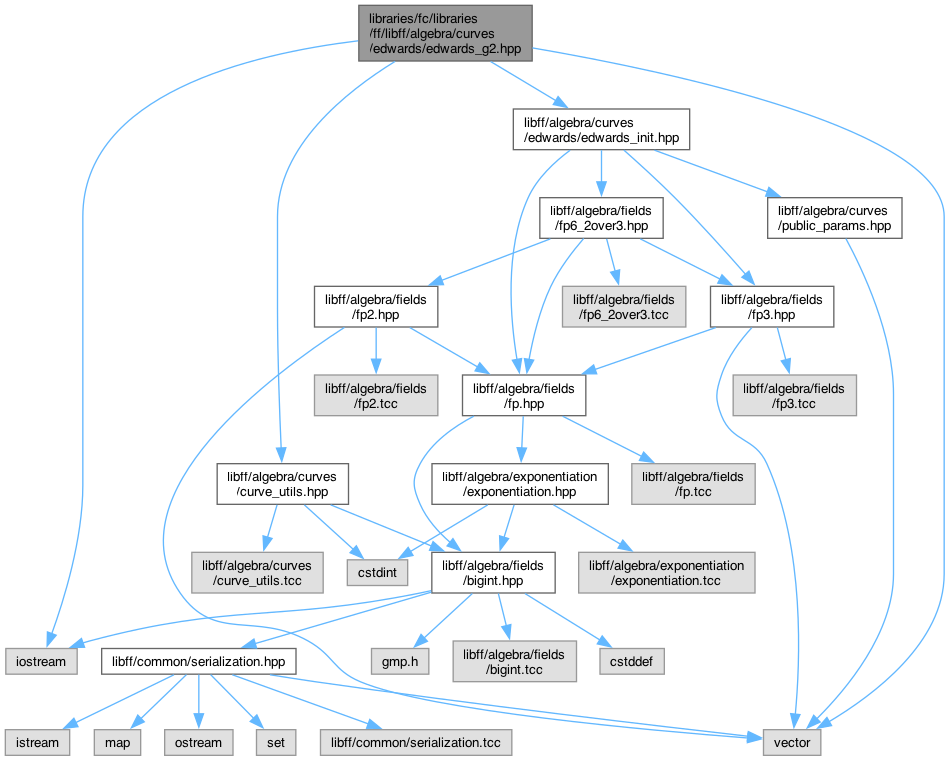 libraries/fc/libraries
/ff/libff/algebra/curves
/edwards/edwards_g2.hpp
libff/algebra/curves
/edwards/edwards_init.hpp
libff/algebra/fields
/fp6_2over3.hpp
libff/algebra/curves
/public_params.hpp
libff/algebra/fields
/fp2.hpp
libff/algebra/fields
/fp6_2over3.tcc
libff/algebra/fields
/fp3.hpp
libff/algebra/fields
/fp2.tcc
libff/algebra/fields
/fp.hpp
libff/algebra/fields
/fp3.tcc
libff/algebra/curves
/curve_utils.hpp
libff/algebra/exponentiation
/exponentiation.hpp
libff/algebra/fields
/fp.tcc
libff/algebra/curves
/curve_utils.tcc
cstdint
libff/algebra/fields
/bigint.hpp
libff/algebra/exponentiation
/exponentiation.tcc
iostream
libff/common/serialization.hpp
gmp.h
libff/algebra/fields
/bigint.tcc
cstddef
istream
map
ostream
set
libff/common/serialization.tcc
vector